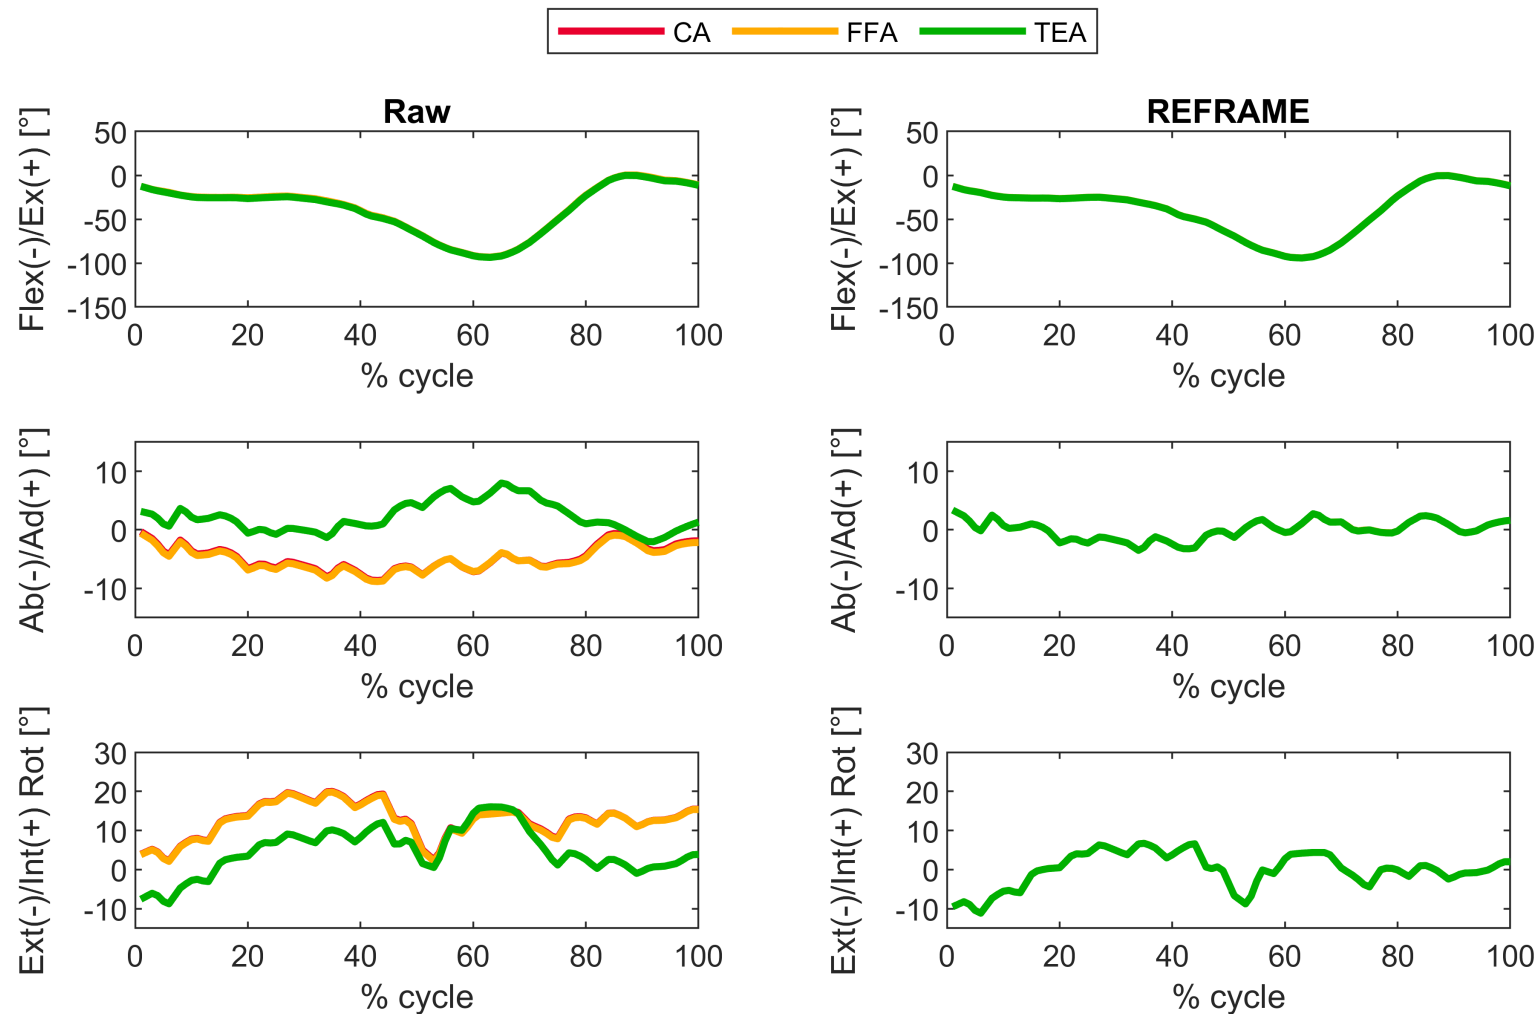 CA FFA TEA
Raw
Flex(-)/Ex(+) [°]
50
0
-50
-100
-150
0 20 40 60 80 100
% cycle
REFRAME
Flex(-)/Ex(+) [°]
50
0
-50
-100
-150
0 20 40 60 80 100
% cycle
Ab(-)/Ad(+) [°]
10
0
-10
0 20 40 60 80 100
% cycle
Ab(-)/Ad(+) [°]
10
0
-10
0 20 40 60 80 100
% cycle
Ext(-)/Int(+) Rot [°]
30
20
10
0
-10
0 20 40 60 80 100
% cycle
Ext(-)/Int(+) Rot [°]
30
20
10
0
-10
0 20 40 60 80 100
% cycle